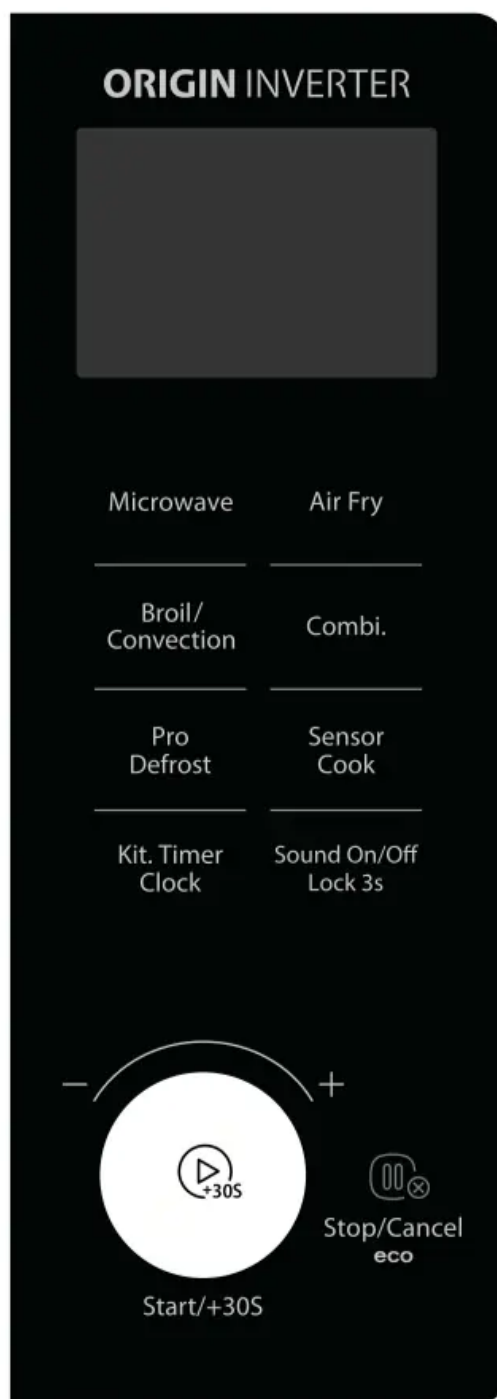 ORIGIN INVERTER
Microwave
Air Fry
Broil/
Convection
Combi.
Pro
Defrost
Sensor
Cook
Kit. Timer
Clock
Sound On/Off
Lock 3s
− +
+30S
Stop/Cancel
eco
Start/+30S